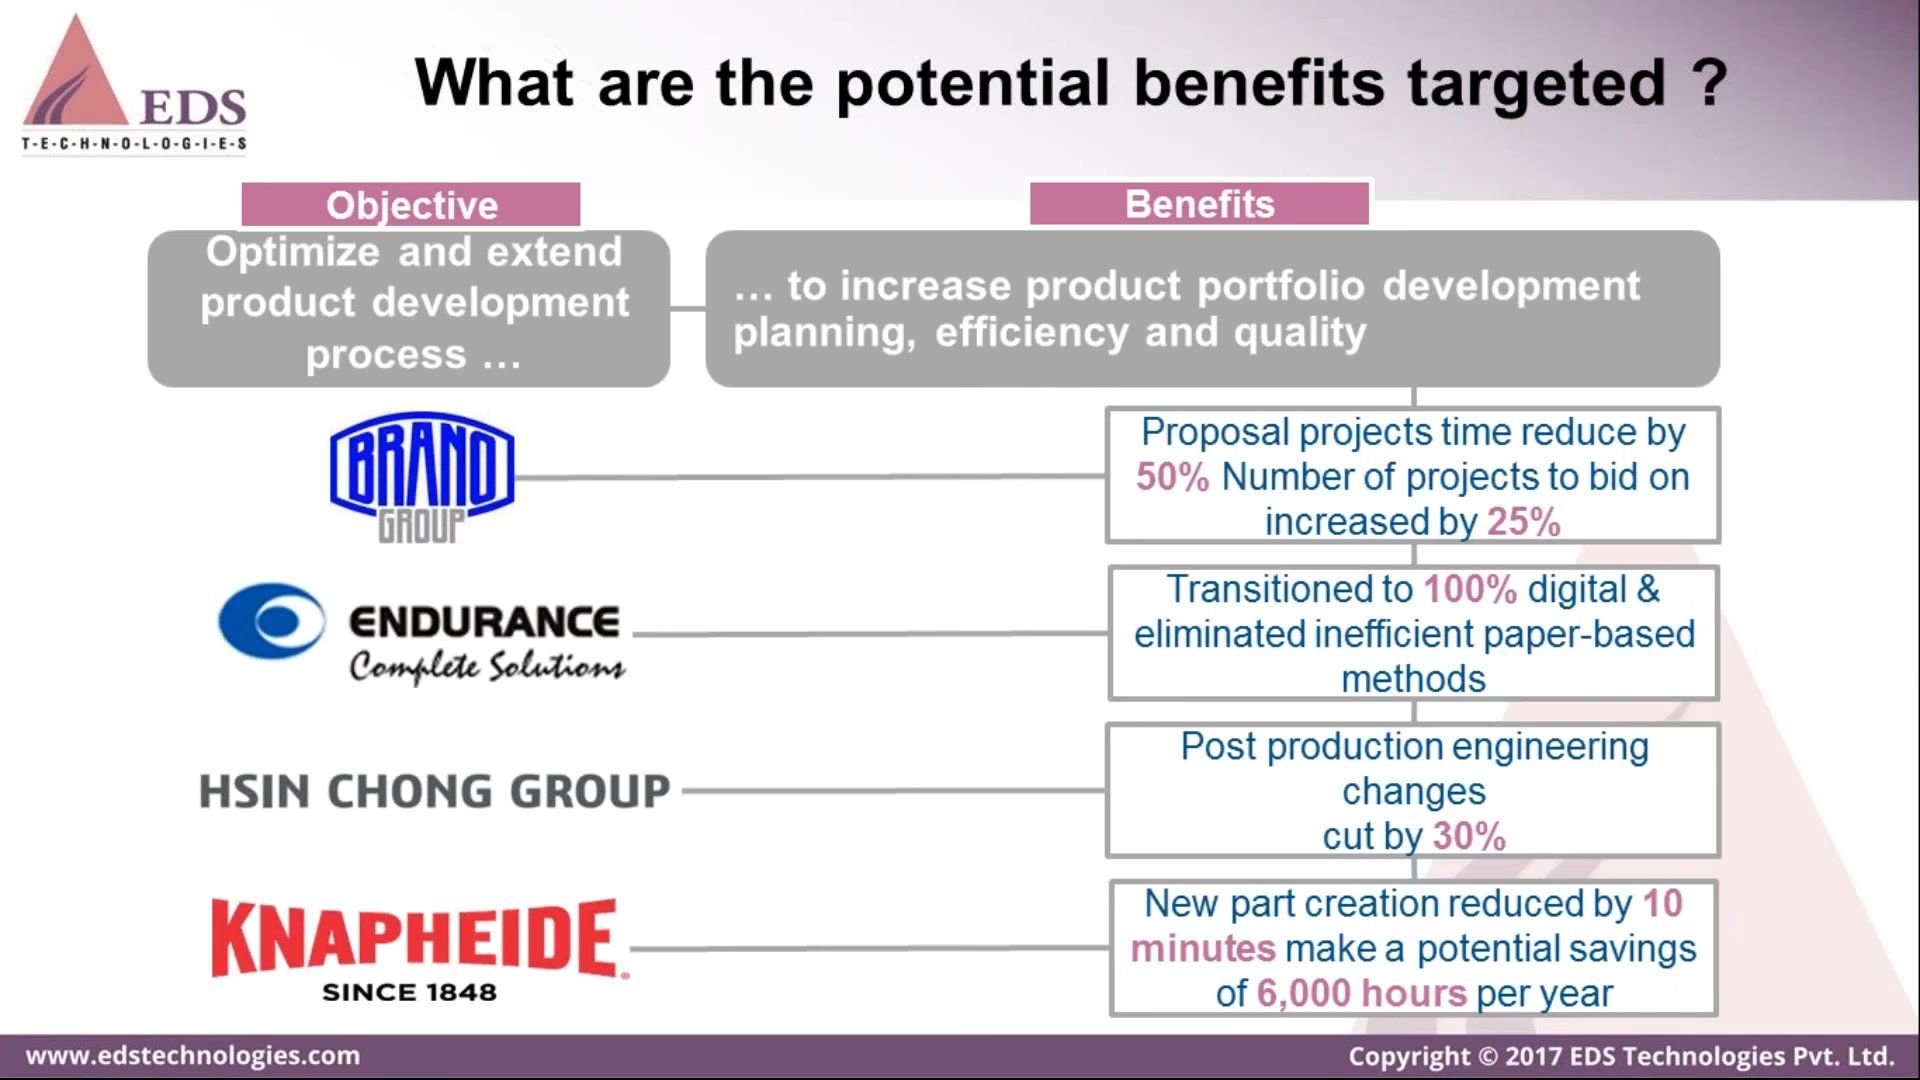 EDS
T-E-C-H-N-O-L-O-G-I-E-S
What are the potential benefits targeted ?
Objective
Benefits
Optimize and extend
product development
process ...
... to increase product portfolio development
planning, efficiency and quality
BRANO
GROUP
Proposal projects time reduce by
50% Number of projects to bid on
increased by 25%
ENDURANCE
Complete Solutions
Transitioned to 100% digital &
eliminated inefficient paper-based
methods
HSIN CHONG GROUP
Post production engineering
changes
cut by 30%
KNAPHEIDE®
SINCE 1848
New part creation reduced by 10
minutes make a potential savings
of 6,000 hours per year
www.edstechnologies.com
Copyright © 2017 EDS Technologies Pvt. Ltd.